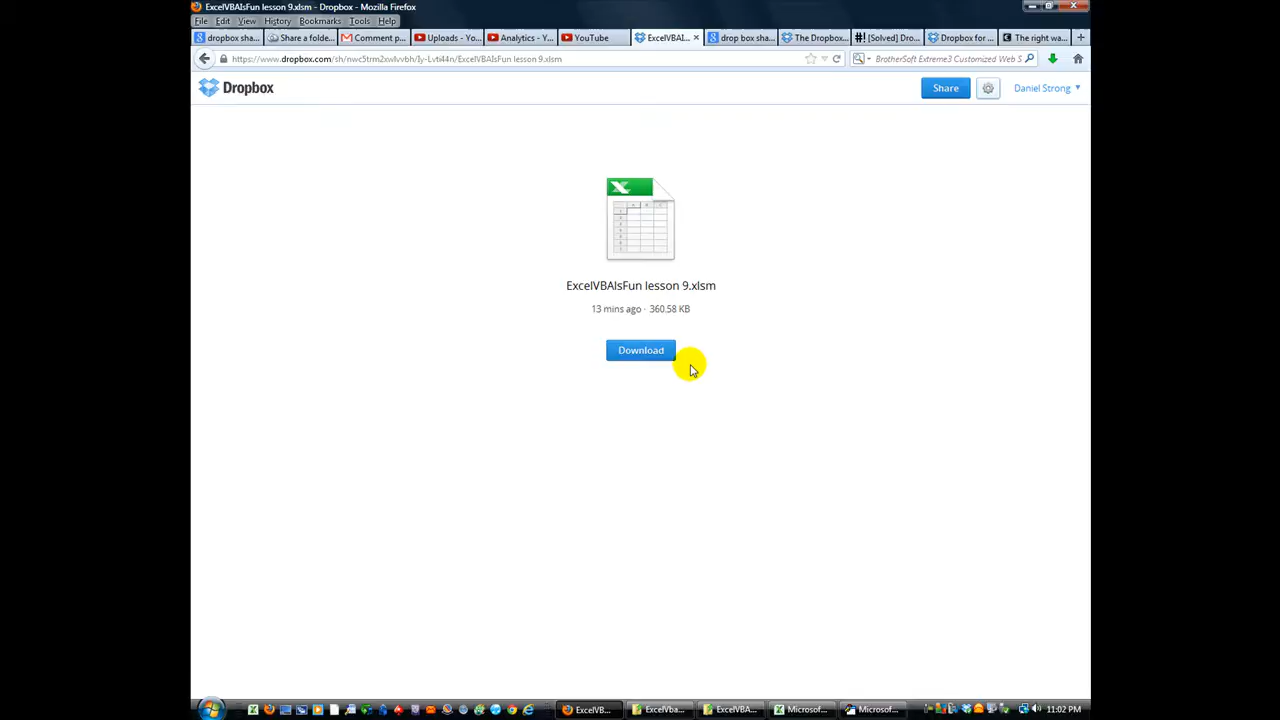 ExcelVBAIsFun lesson 9.xlsm - Dropbox - Mozilla Firefox
File Edit View History Bookmarks Tools Help
dropbox sha... Share a folde... Comment p... Uploads - Yo... Analytics - Y... YouTube ExcelVBAI... × drop box sha... The Dropbox... #! [Solved] Dro... Dropbox for ... The right wa... +
https://www.dropbox.com/sh/nwc5trm2xwlvvbh/ExcelVBAIsFun lesson 9.xlsm BrotherSoft Extreme3 Customized Web S
Dropbox Share Daniel Strong
ExcelVBAIsFun lesson 9.xlsm
13 mins ago · 360.58 KB
Download
ExcelVB... ExcelVba... ExcelVBA... Microsof... Microsof... 11:02 PM